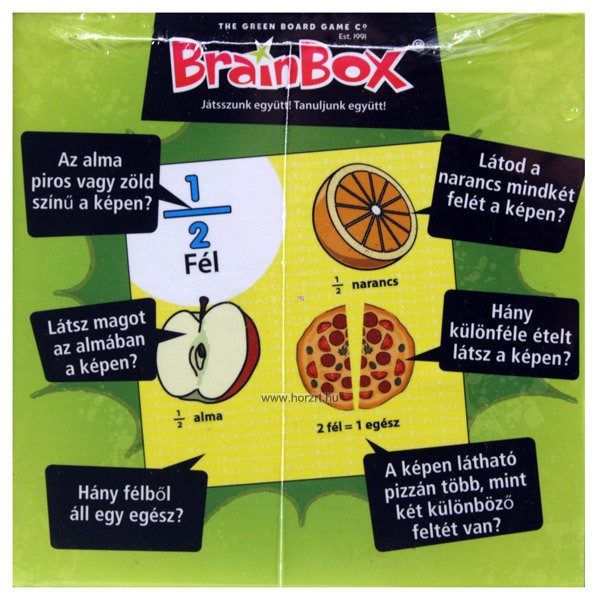 THE GREEN BOARD GAME Cº
Est. 1991
BrainBox®
Játsszunk együtt! Tanuljunk együtt!
Az alma
piros vagy zöld
színű a képen?
Látod a
narancs mindkét
felét a képen?
1
2
Fél
1/2 narancs
Látsz magot
az almában
a képen?
Hány
különféle ételt
látsz a képen?
www.horzrt.hu
1/2 alma
2 fél = 1 egész
Hány félből
áll egy egész?
A képen látható
pizzán több, mint
két különböző
feltét van?